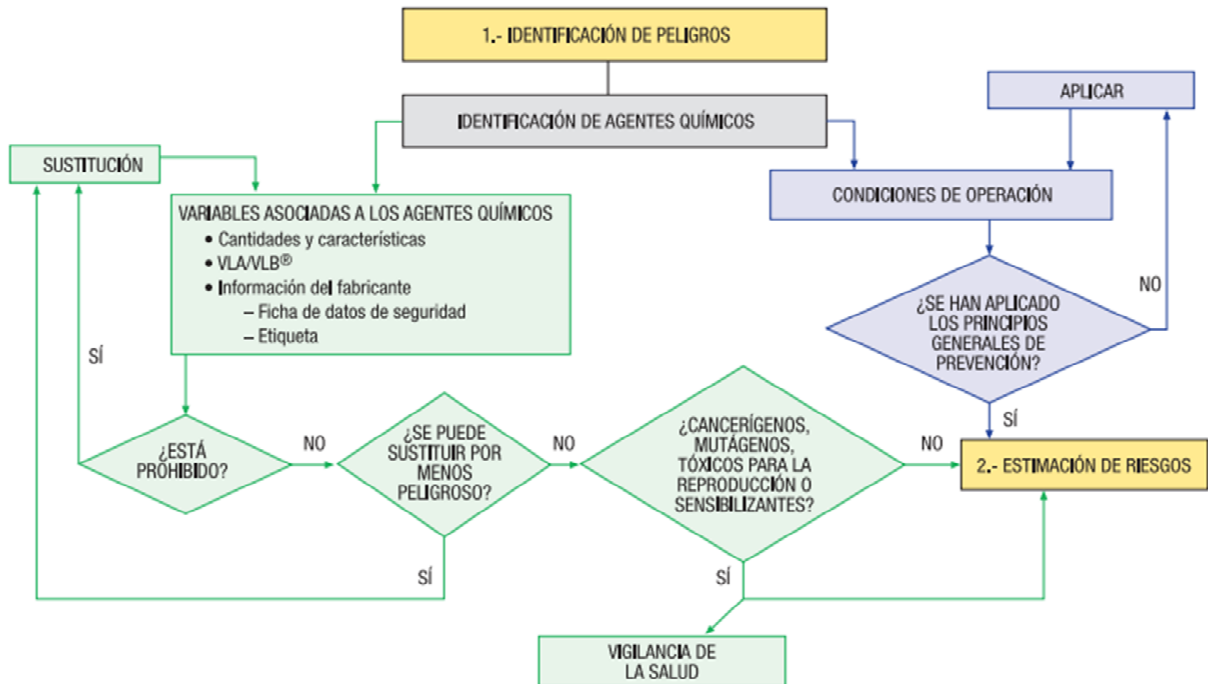 1.- IDENTIFICACIÓN DE PELIGROS
IDENTIFICACIÓN DE AGENTES QUÍMICOS
APLICAR
SUSTITUCIÓN
CONDICIONES DE OPERACIÓN
VARIABLES ASOCIADAS A LOS AGENTES QUÍMICOS
• Cantidades y características
• VLA/VLB®
• Información del fabricante
– Ficha de datos de seguridad
– Etiqueta
¿SE HAN APLICADO
LOS PRINCIPIOS
GENERALES DE
PREVENCIÓN?
NO
SÍ
SÍ
¿ESTÁ
PROHIBIDO?
NO
¿SE PUEDE
SUSTITUIR POR
MENOS
PELIGROSO?
NO
¿CANCERÍGENOS,
MUTÁGENOS,
TÓXICOS PARA LA
REPRODUCCIÓN O
SENSIBILIZANTES?
NO
2.- ESTIMACIÓN DE RIESGOS
SÍ
SÍ
VIGILANCIA DE
LA SALUD